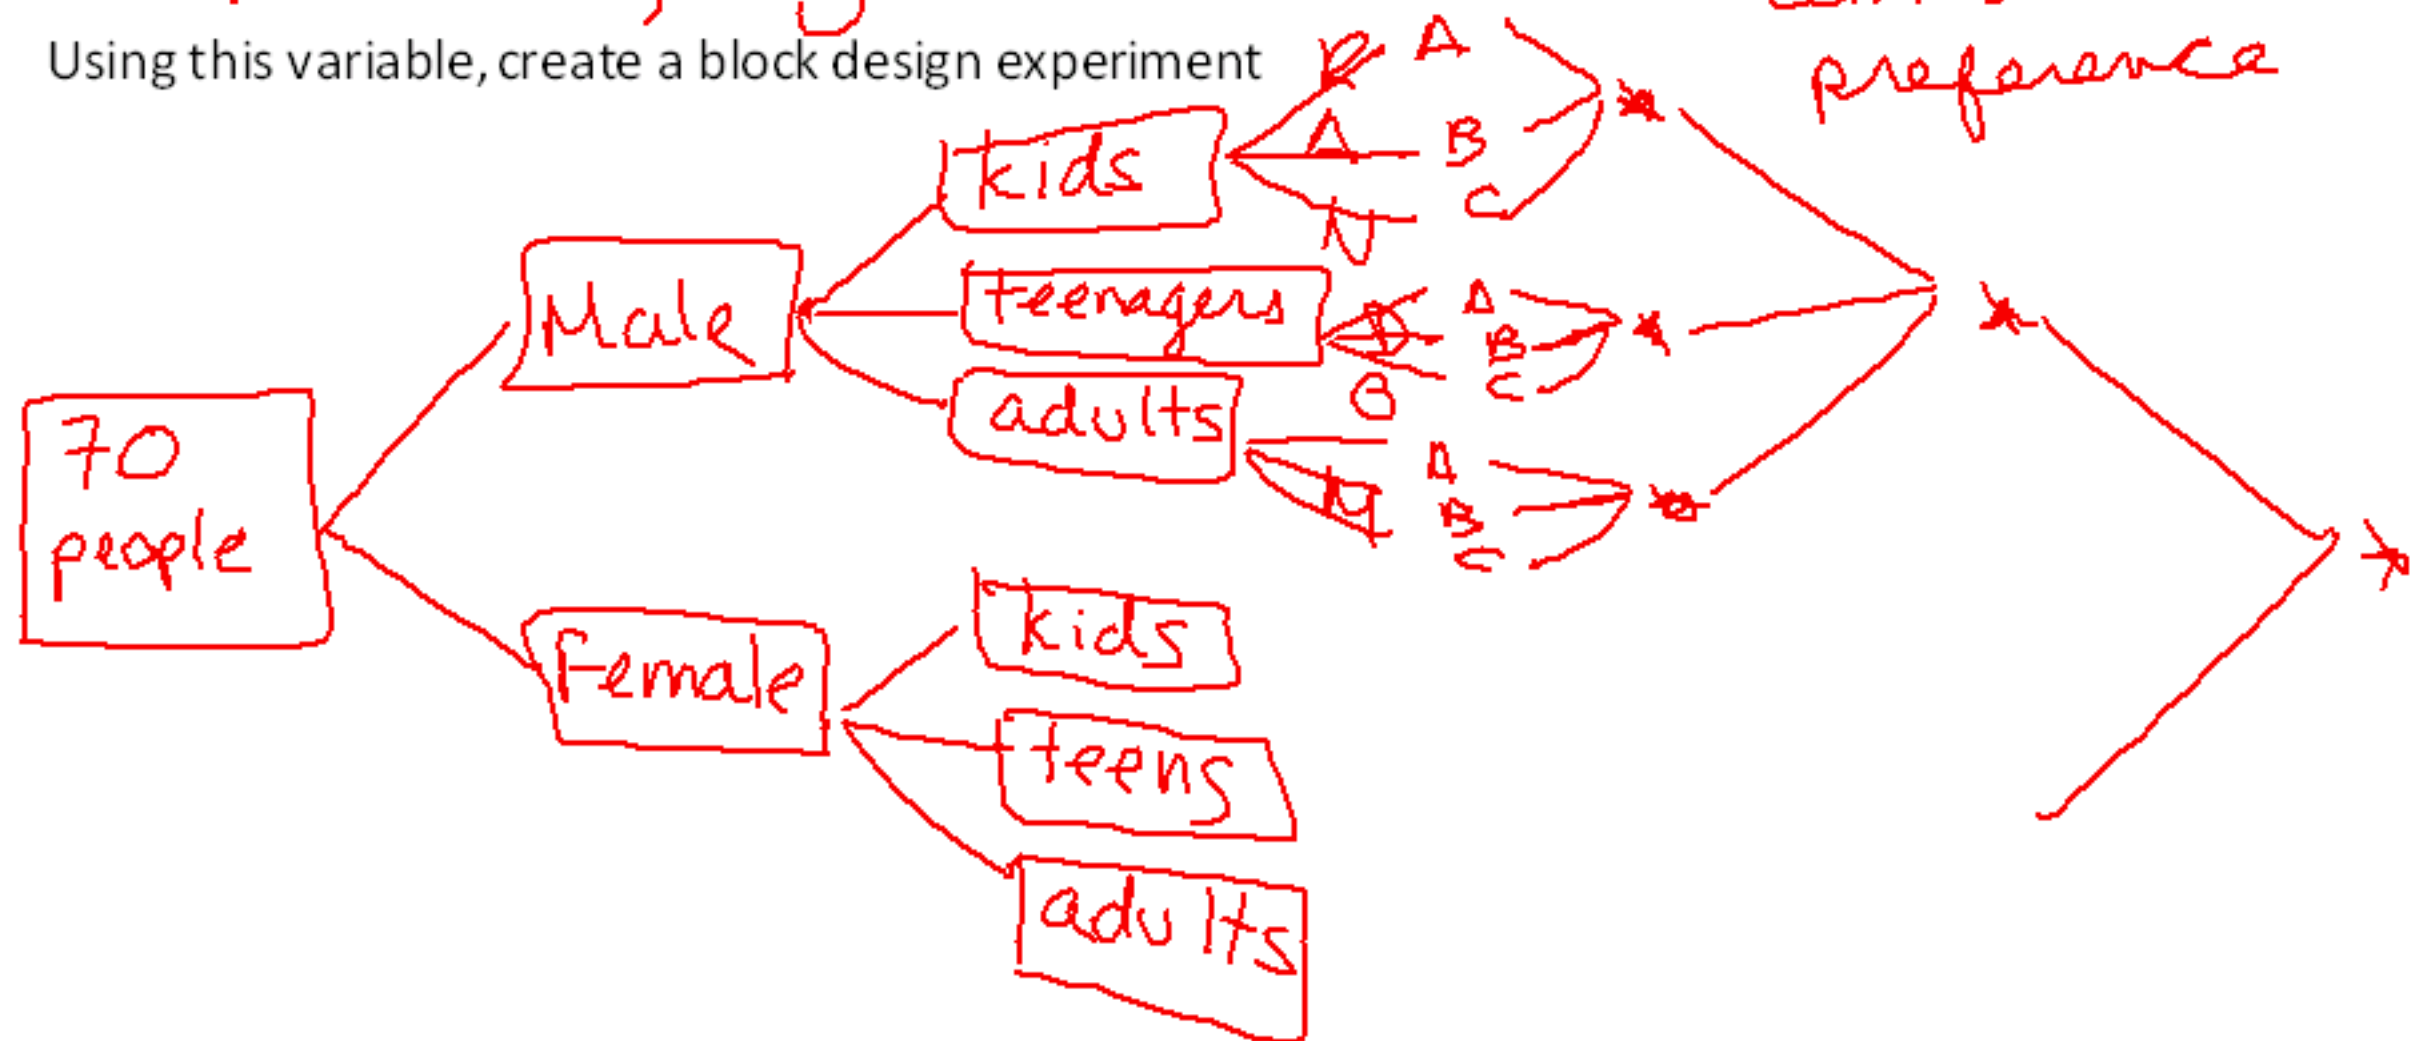 Using this variable, create a block design experiment
preference
70
people
Male
kids
R
A
N
A
B
C
teenagers
D
O
A
B
C
adults
M
A
B
C
Female
kids
teens
adults